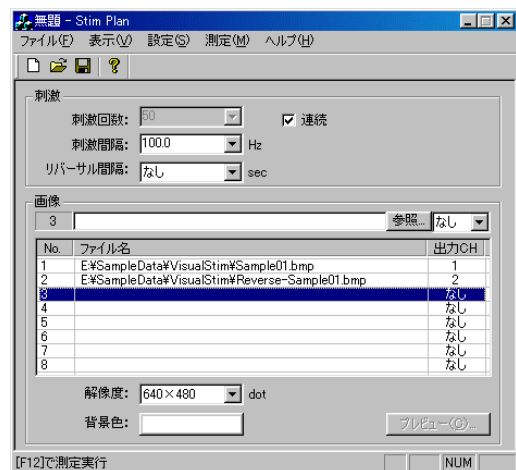 無題 - Stim Plan
ファイル(F) 表示(V) 設定(S) 測定(M) ヘルプ(H)
刺激
刺激回数: 50 連続
刺激間隔: 100.0 Hz
リバーサル間隔: なし sec
画像
3 参照... なし
No. ファイル名 出力CH
1 E:¥SampleData¥VisualStim¥Sample01.bmp 1
2 E:¥SampleData¥VisualStim¥Reverse-Sample01.bmp 2
3 なし
4 なし
5 なし
6 なし
7 なし
8 なし
解像度: 640×480 dot
背景色:
プレビュー(C)...
[F12]で測定実行 NUM